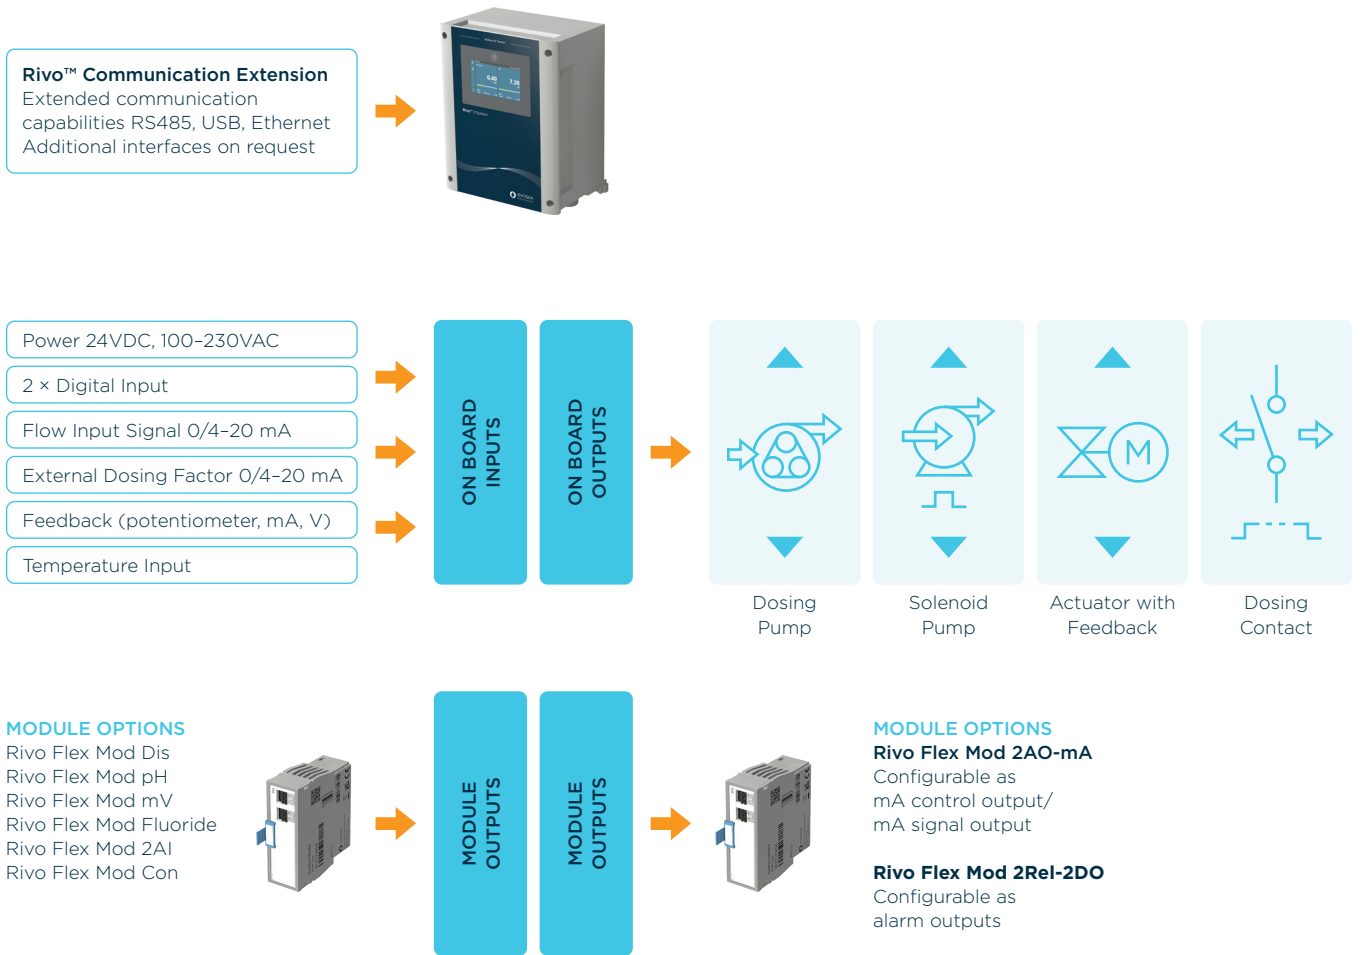 Rivo™ Communication Extension
Extended communication
capabilities RS485, USB, Ethernet
Additional interfaces on request
0.40
7.30
Power 24VDC, 100–230VAC
2 × Digital Input
Flow Input Signal 0/4–20 mA
External Dosing Factor 0/4–20 mA
Feedback (potentiometer, mA, V)
Temperature Input
ON BOARD
INPUTS
ON BOARD
OUTPUTS
M
Dosing
Pump
Solenoid
Pump
Actuator with
Feedback
Dosing
Contact
MODULE OPTIONS
Rivo Flex Mod Dis
Rivo Flex Mod pH
Rivo Flex Mod mV
Rivo Flex Mod Fluoride
Rivo Flex Mod 2AI
Rivo Flex Mod Con
MODULE
OUTPUTS
MODULE
OUTPUTS
MODULE OPTIONS
Rivo Flex Mod 2AO-mA
Configurable as
mA control output/
mA signal output
Rivo Flex Mod 2Rel-2DO
Configurable as
alarm outputs